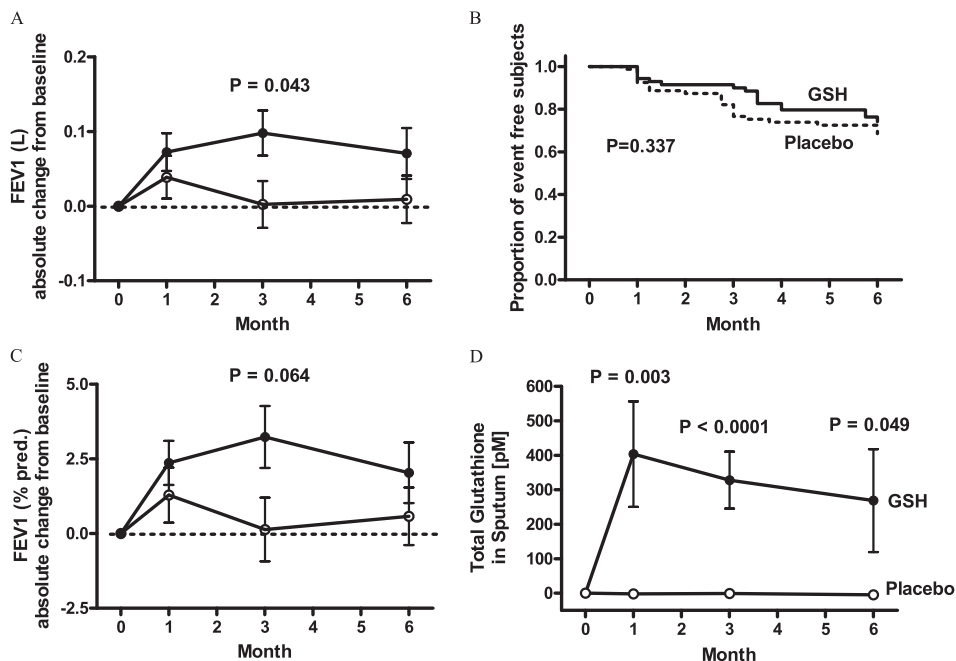 A
FEV1 (L)
absolute change from baseline
0.2
0.1
0.0
-0.1
P = 0.043
0 1 2 3 4 5 6
Month
B
Proportion of event free subjects
1.0
0.8
0.6
0.4
0.2
0.0
GSH
Placebo
P=0.337
0 1 2 3 4 5 6
Month
C
FEV1 (% pred.)
absolute change from baseline
5.0
2.5
0.0
-2.5
P = 0.064
0 1 2 3 4 5 6
Month
D
Total Glutathione
in Sputum [pM]
600
500
400
300
200
100
0
P = 0.003
P < 0.0001
P = 0.049
GSH
Placebo
0 1 2 3 4 5 6
Month